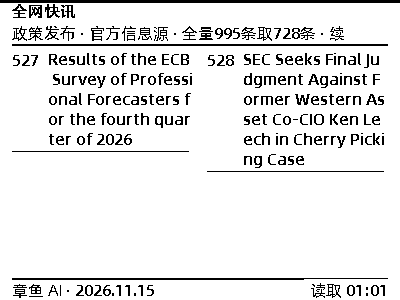 全网快讯
政策发布 · 官方信息源 · 全量995条取728条 · 续
527 Results of the ECB
Survey of Professi
onal Forecasters f
or the fourth quar
ter of 2026
528 SEC Seeks Final Ju
dgment Against F
ormer Western As
set Co-CIO Ken Le
ech in Cherry Picki
ng Case
章鱼 AI · 2026.11.15
读取 01:01